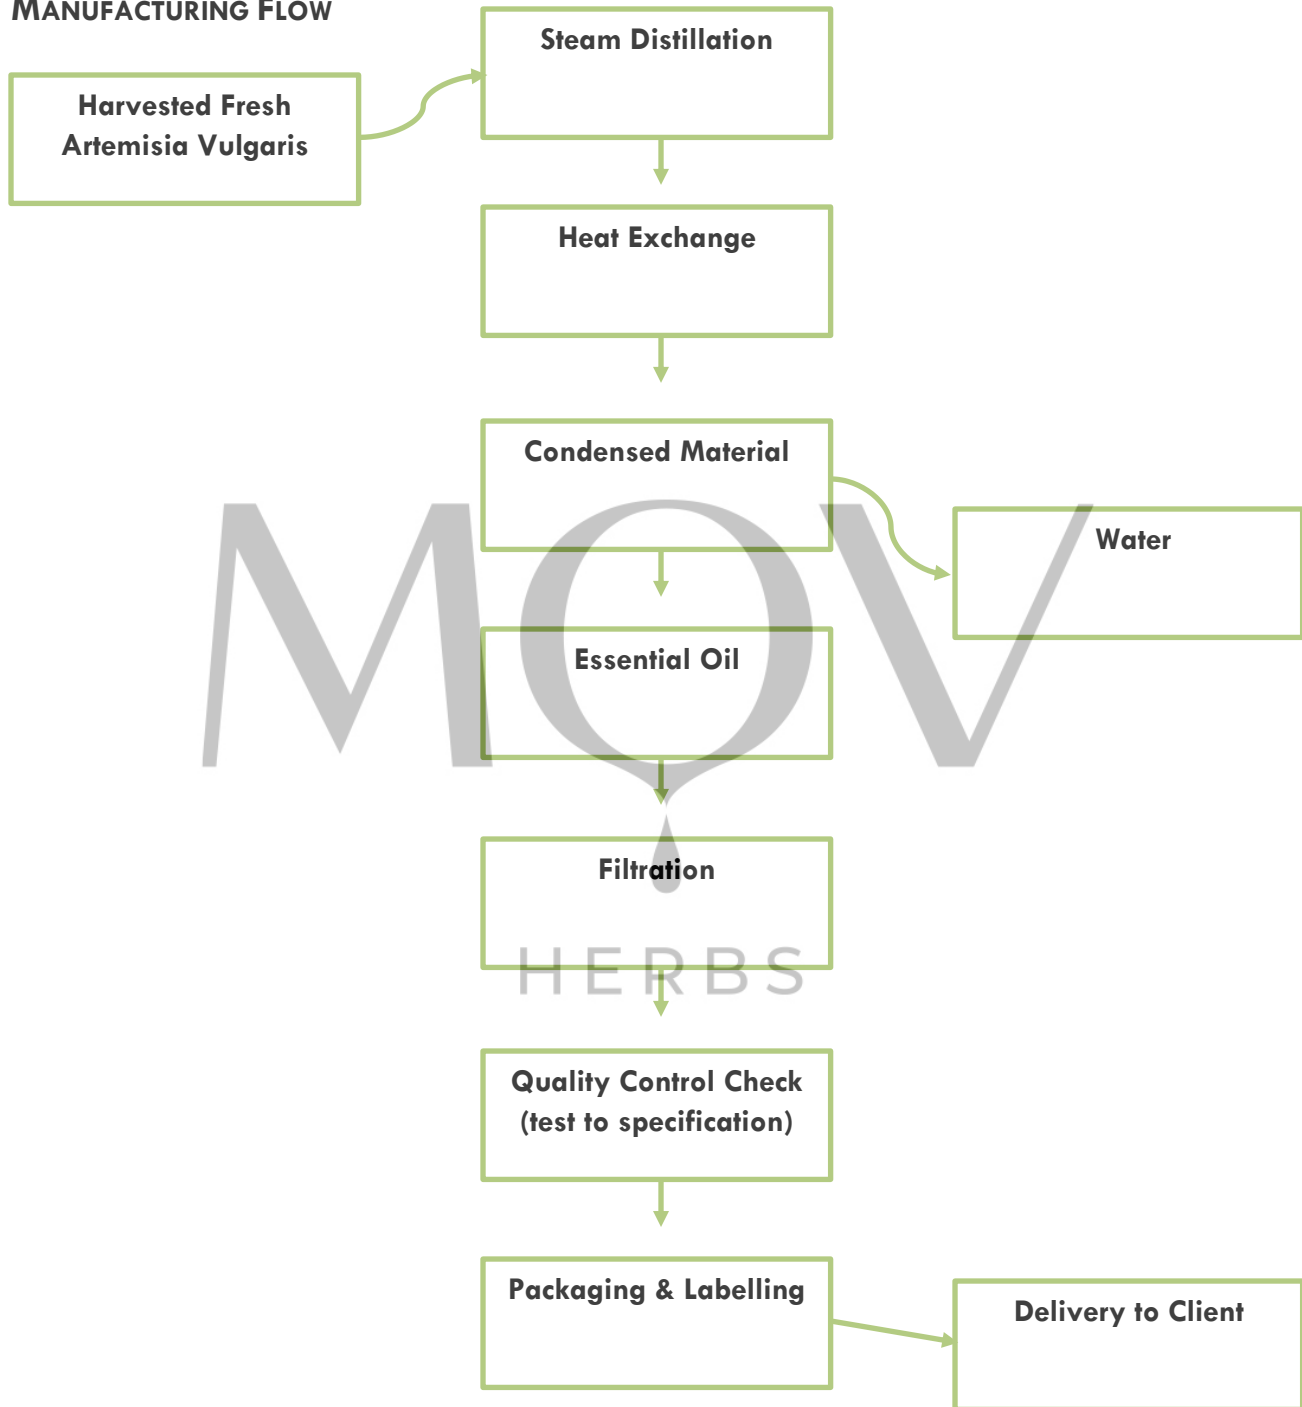 MANUFACTURING FLOW
Steam Distillation
Harvested Fresh
Artemisia Vulgaris
Heat Exchange
Condensed Material
Water
Essential Oil
Filtration
Quality Control Check
(test to specification)
Packaging & Labelling
Delivery to Client
MOV
HERBS